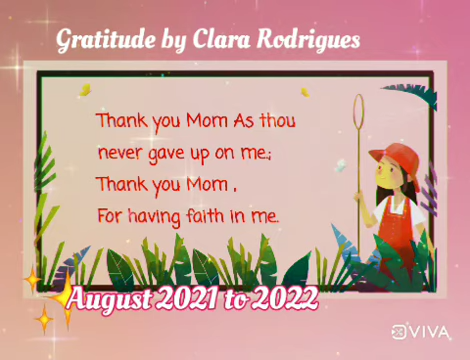 Gratitude by Clara Rodrigues
Thank you Mom As thou
never gave up on me;
Thank you Mom ,
For having faith in me.
August 2021 to 2022
VIVA